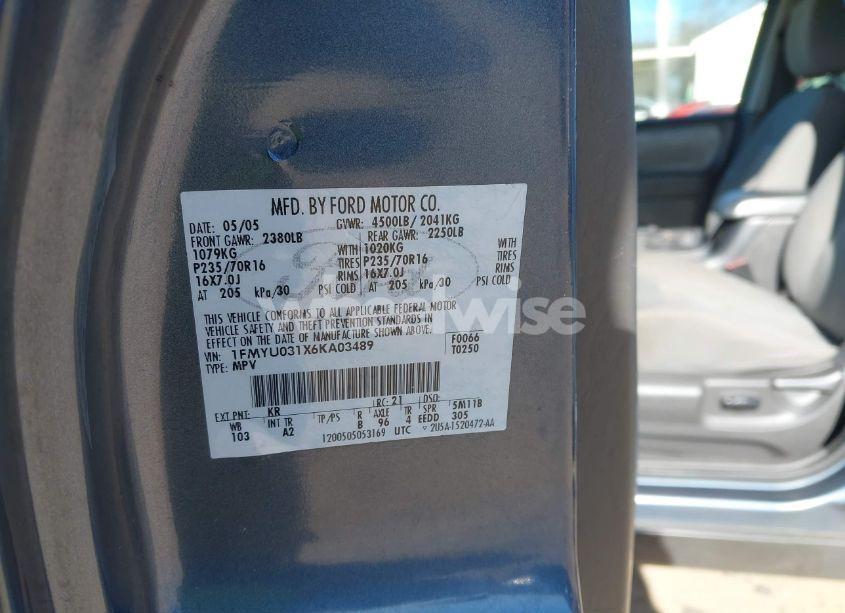 MFD. BY FORD MOTOR CO.
DATE: 05/05 GVWR: 4500LB/ 2041KG
FRONT GAWR: 2380LB REAR GAWR: 2250LB
1079KG WITH 1020KG WITH
P235/70R16 TIRES P235/70R16 TIRES
16X7.0J RIMS 16X7.0J RIMS
AT 205 kPa/30 PSI COLD AT 205 kPa/30 PSI COLD
THIS VEHICLE CONFORMS TO ALL APPLICABLE FEDERAL MOTOR
VEHICLE SAFETY AND THEFT PREVENTION STANDARDS IN
EFFECT ON THE DATE OF MANUFACTURE SHOWN ABOVE.
VIN: 1FMYU031X6KA03489 F0066
TYPE: MPV T0250
RC: 21 DSO:
EXT PNT: KR 5M11B
WB INT TR TP/PS R AXLE TR SPR
103 A2 B 96 4 EEDD 305
1200505053169 UTC 2U5A-1520472-AA